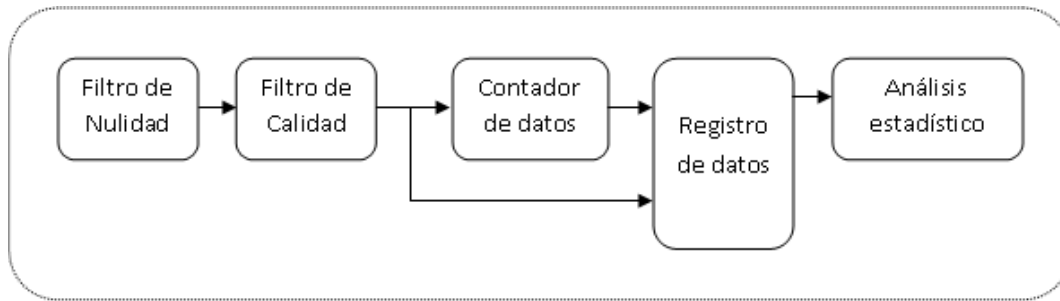 Filtro de
Nulidad
Filtro de
Calidad
Contador
de datos
Registro
de datos
Análisis
estadístico